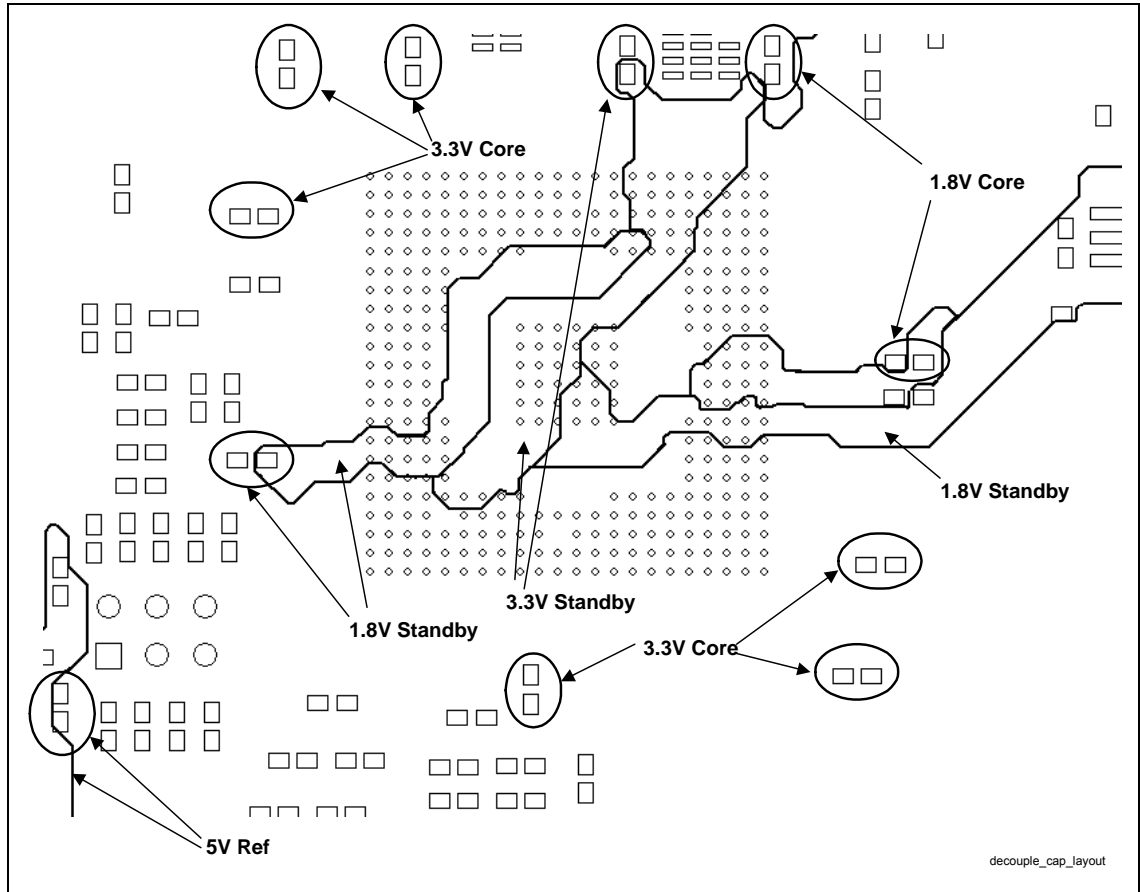 3.3V Core
1.8V Core
1.8V Standby
3.3V Standby
1.8V Standby
3.3V Core
5V Ref
decouple_cap_layout